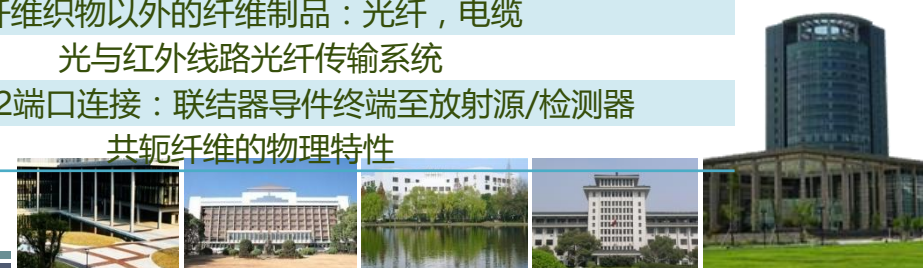 纤维织物以外的纤维制品：光纤，电缆
光与红外线路光纤传输系统
2端口连接：联结器导件终端至放射源/检测器
共轭纤维的物理特性